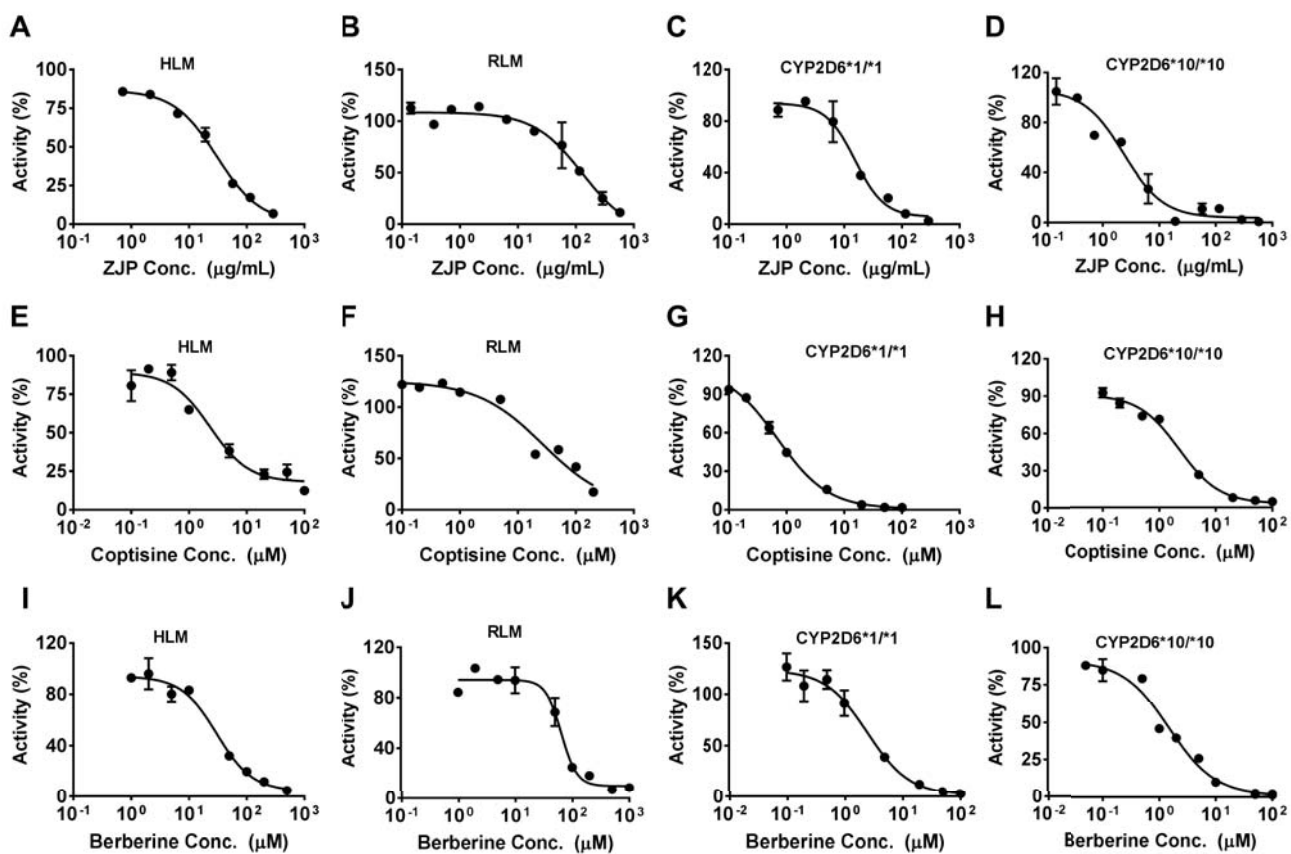 A
HLM
Activity (%)
100
75
50
25
0
10-1 100 101 102 103
ZJP Conc. (μg/mL)
B
RLM
Activity (%)
150
100
50
0
10-1 100 101 102 103
ZJP Conc. (μg/mL)
C
CYP2D6*1/*1
Activity (%)
120
80
40
0
10-1 100 101 102 103
ZJP Conc. (μg/mL)
D
CYP2D6*10/*10
Activity (%)
120
80
40
0
10-1 100 101 102 103
ZJP Conc. (μg/mL)
E
HLM
Activity (%)
100
75
50
25
0
10-2 10-1 100 101 102
Coptisine Conc. (μM)
F
RLM
Activity (%)
150
100
50
0
10-1 100 101 102 103
Coptisine Conc. (μM)
G
CYP2D6*1/*1
Activity (%)
120
90
60
30
0
10-1 100 101 102 103
Coptisine Conc. (μM)
H
CYP2D6*10/*10
Activity (%)
120
90
60
30
0
10-2 10-1 100 101 102
Coptisine Conc. (μM)
I
HLM
Activity (%)
120
80
40
0
100 101 102 103
Berberine Conc. (μM)
J
RLM
Activity (%)
120
80
40
0
100 101 102 103
Berberine Conc. (μM)
K
CYP2D6*1/*1
Activity (%)
150
100
50
0
10-2 10-1 100 101 102
Berberine Conc. (μM)
L
CYP2D6*10/*10
Activity (%)
100
75
50
25
0
10-2 10-1 100 101 102
Berberine Conc. (μM)